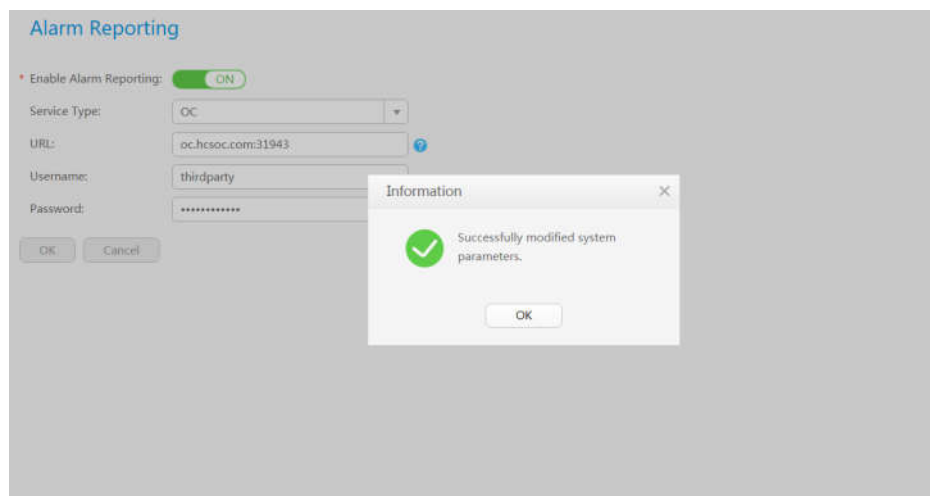 Alarm Reporting
* Enable Alarm Reporting: ON
Service Type: OC
URL: oc.hcsoc.com:31943
Username: thirdparty
Password: ••••••••••••
OK Cancel
Information
Successfully modified system
parameters.
OK